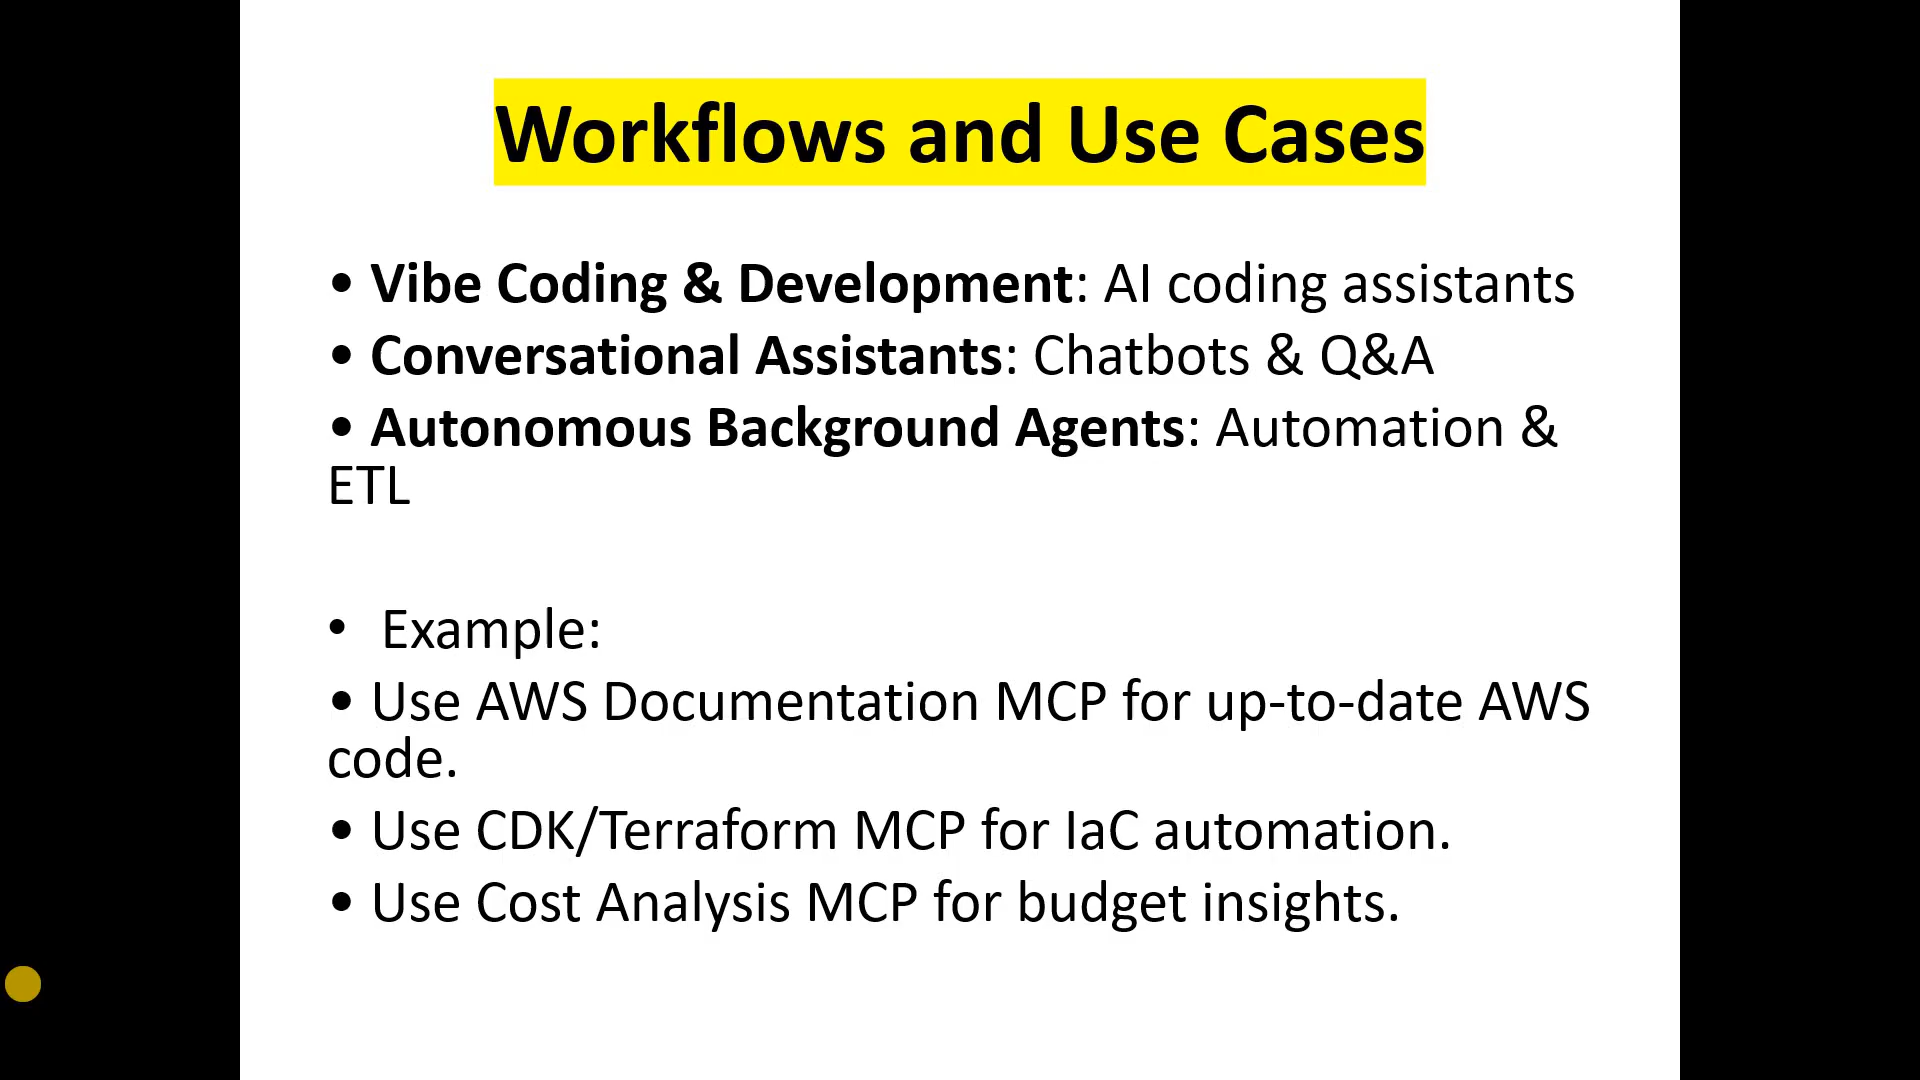 Workflows and Use Cases
• Vibe Coding & Development: AI coding assistants
• Conversational Assistants: Chatbots & Q&A
• Autonomous Background Agents: Automation &
ETL
• Example:
• Use AWS Documentation MCP for up-to-date AWS
code.
• Use CDK/Terraform MCP for IaC automation.
• Use Cost Analysis MCP for budget insights.